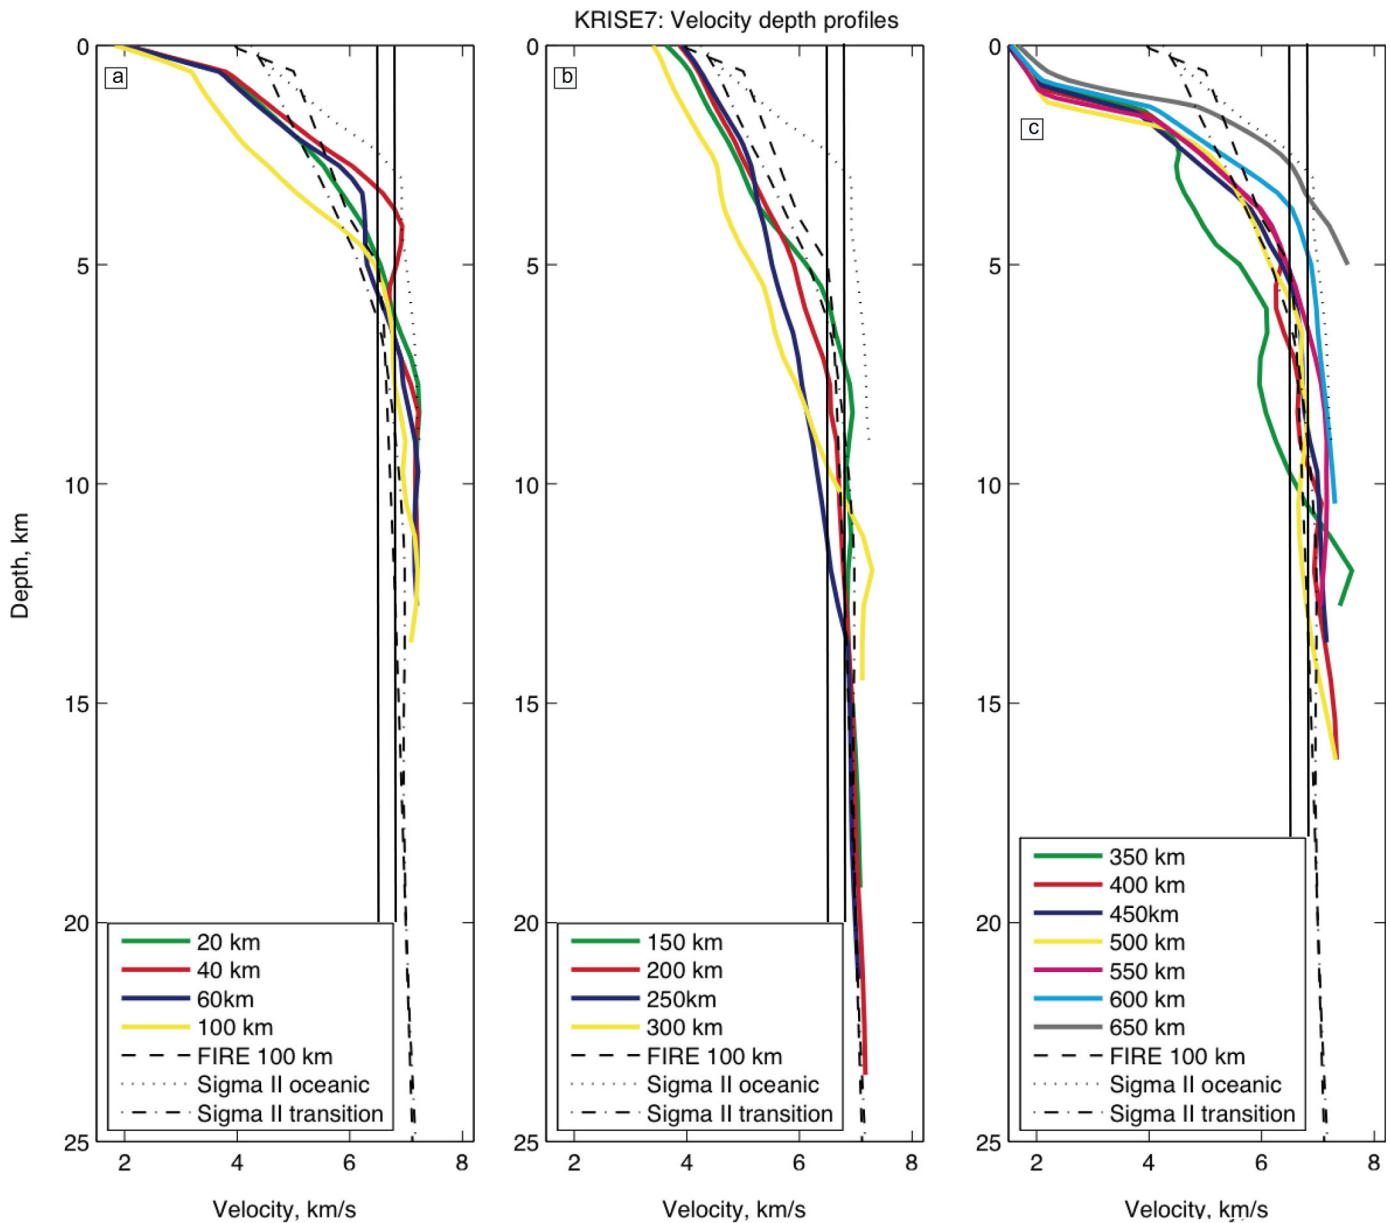 KRISE7: Velocity depth profiles
Depth, km
a
0
5
10
15
20
25
2
4
6
8
20 km
40 km
60km
100 km
FIRE 100 km
Sigma II oceanic
Sigma II transition
Velocity, km/s
b
0
5
10
15
20
25
2
4
6
8
150 km
200 km
250km
300 km
FIRE 100 km
Sigma II oceanic
Sigma II transition
Velocity, km/s
c
0
5
10
15
20
25
2
4
6
8
350 km
400 km
450km
500 km
550 km
600 km
650 km
FIRE 100 km
Sigma II oceanic
Sigma II transition
Velocity, km/s